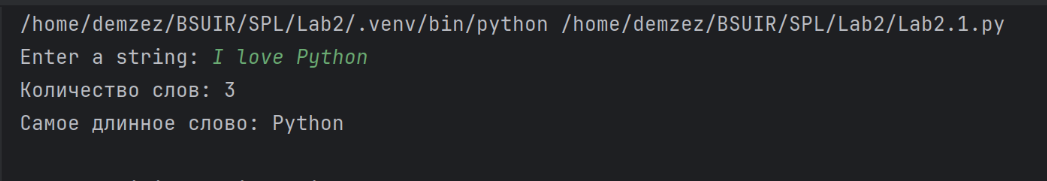 /home/demzez/BSUIR/SPL/Lab2/.venv/bin/python /home/demzez/BSUIR/SPL/Lab2/Lab2.1.py
Enter a string: I love Python
Количество слов: 3
Самое длинное слово: Python